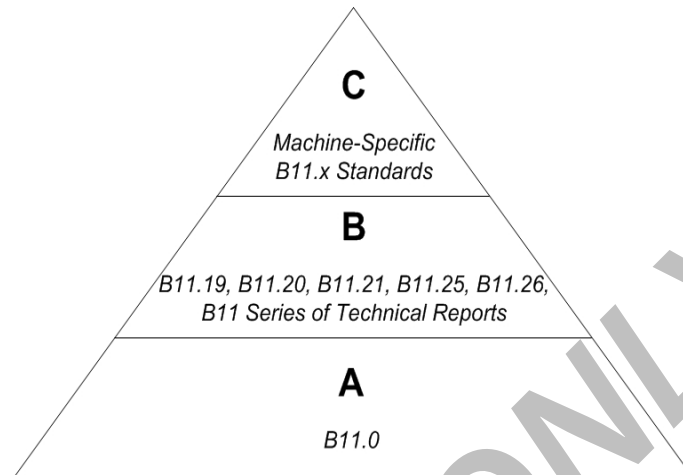 C
Machine-Specific
B11.x Standards
B
B11.19, B11.20, B11.21, B11.25, B11.26,
B11 Series of Technical Reports
A
B11.0
ONLY